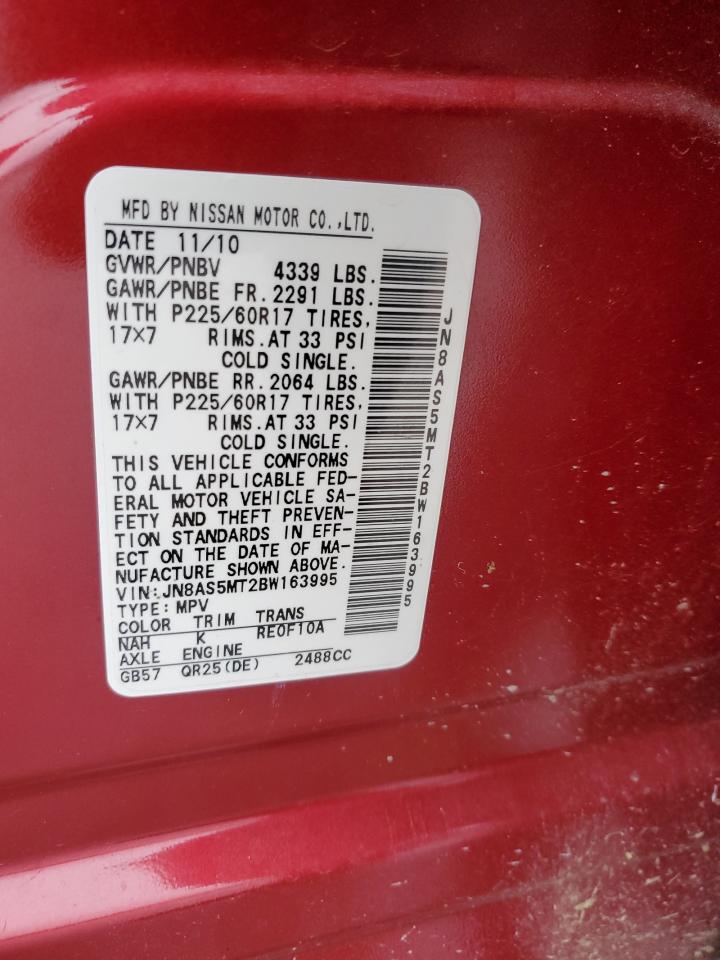 MFD BY NISSAN MOTOR CO.,LTD.
DATE 11/10
GVWR/PNBV 4339 LBS.
GAWR/PNBE FR. 2291 LBS.
WITH P225/60R17 TIRES,
17×7 RIMS.AT 33 PSI
COLD SINGLE.
GAWR/PNBE RR. 2064 LBS.
WITH P225/60R17 TIRES,
17×7 RIMS.AT 33 PSI
COLD SINGLE.
THIS VEHICLE CONFORMS
TO ALL APPLICABLE FED-
ERAL MOTOR VEHICLE SA-
FETY AND THEFT PREVEN-
TION STANDARDS IN EFF-
ECT ON THE DATE OF MA-
NUFACTURE SHOWN ABOVE.
VIN:JN8AS5MT2BW163995
TYPE:MPV
COLOR TRIM TRANS
NAH K RE0F10A
AXLE ENGINE
GB57 QR25(DE) 2488CC
JN8AS5MT2BW163995